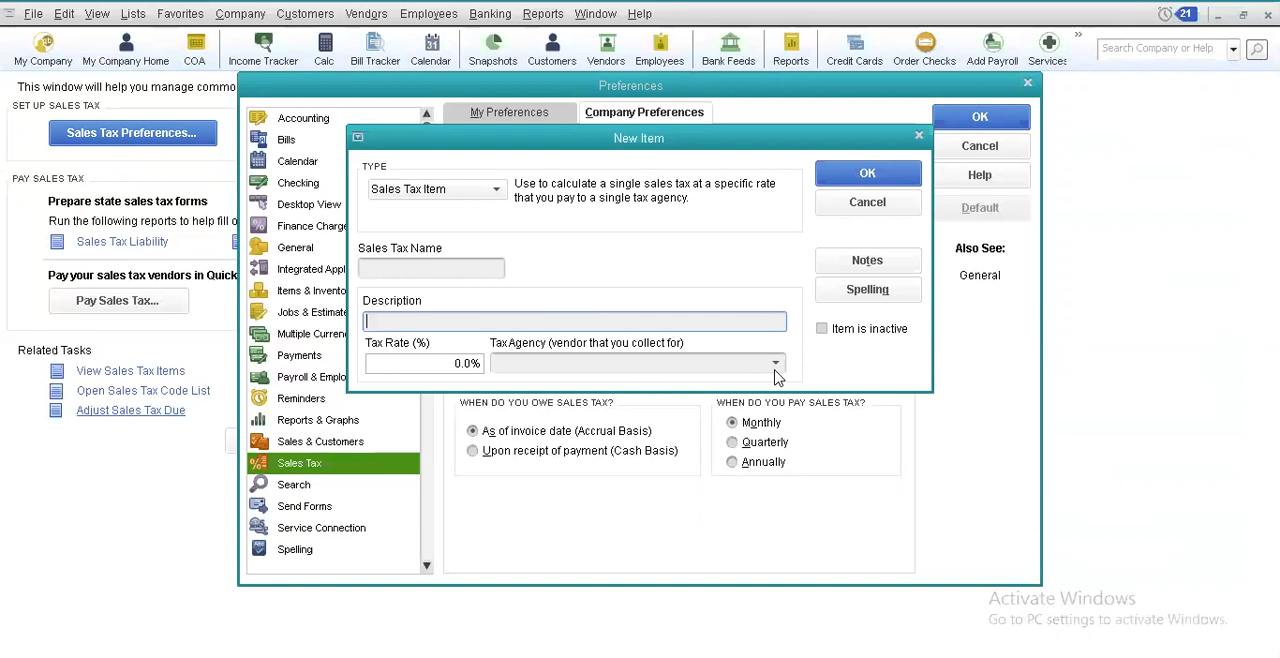 File Edit View Lists Favorites Company Customers Vendors Employees Banking Reports Window Help 21
My Company My Company Home COA Income Tracker Calc Bill Tracker 31 Calendar Snapshots Customers Vendors Employees Bank Feeds Reports Credit Cards Order Checks Add Payroll Services Search Company or Help
This window will help you manage commo
SET UP SALES TAX
Sales Tax Preferences...
PAY SALES TAX
Prepare state sales tax forms
Run the following reports to help fill o
Sales Tax Liability
Pay your sales tax vendors in Quick
Pay Sales Tax...
Related Tasks
View Sales Tax Items
Open Sales Tax Code List
Adjust Sales Tax Due
Preferences
Accounting
Bills
Calendar
Checking
Desktop View
Finance Charge
General
Integrated Appl
Items & Invento
Jobs & Estimate
Multiple Curren
Payments
Payroll & Emplo
Reminders
Reports & Graphs
Sales & Customers
Sales Tax
Search
Send Forms
Service Connection
Spelling
My Preferences Company Preferences
OK
Cancel
Help
Default
Also See:
General
New Item
TYPE
Sales Tax Item
Use to calculate a single sales tax at a specific rate
that you pay to a single tax agency.
OK
Cancel
Sales Tax Name
Notes
Spelling
Description
Item is inactive
Tax Rate (%) Tax Agency (vendor that you collect for)
0.0%
WHEN DO YOU OWE SALES TAX?
As of invoice date (Accrual Basis)
Upon receipt of payment (Cash Basis)
WHEN DO YOU PAY SALES TAX?
Monthly
Quarterly
Annually
Activate Windows
Go to PC settings to activate Windows.